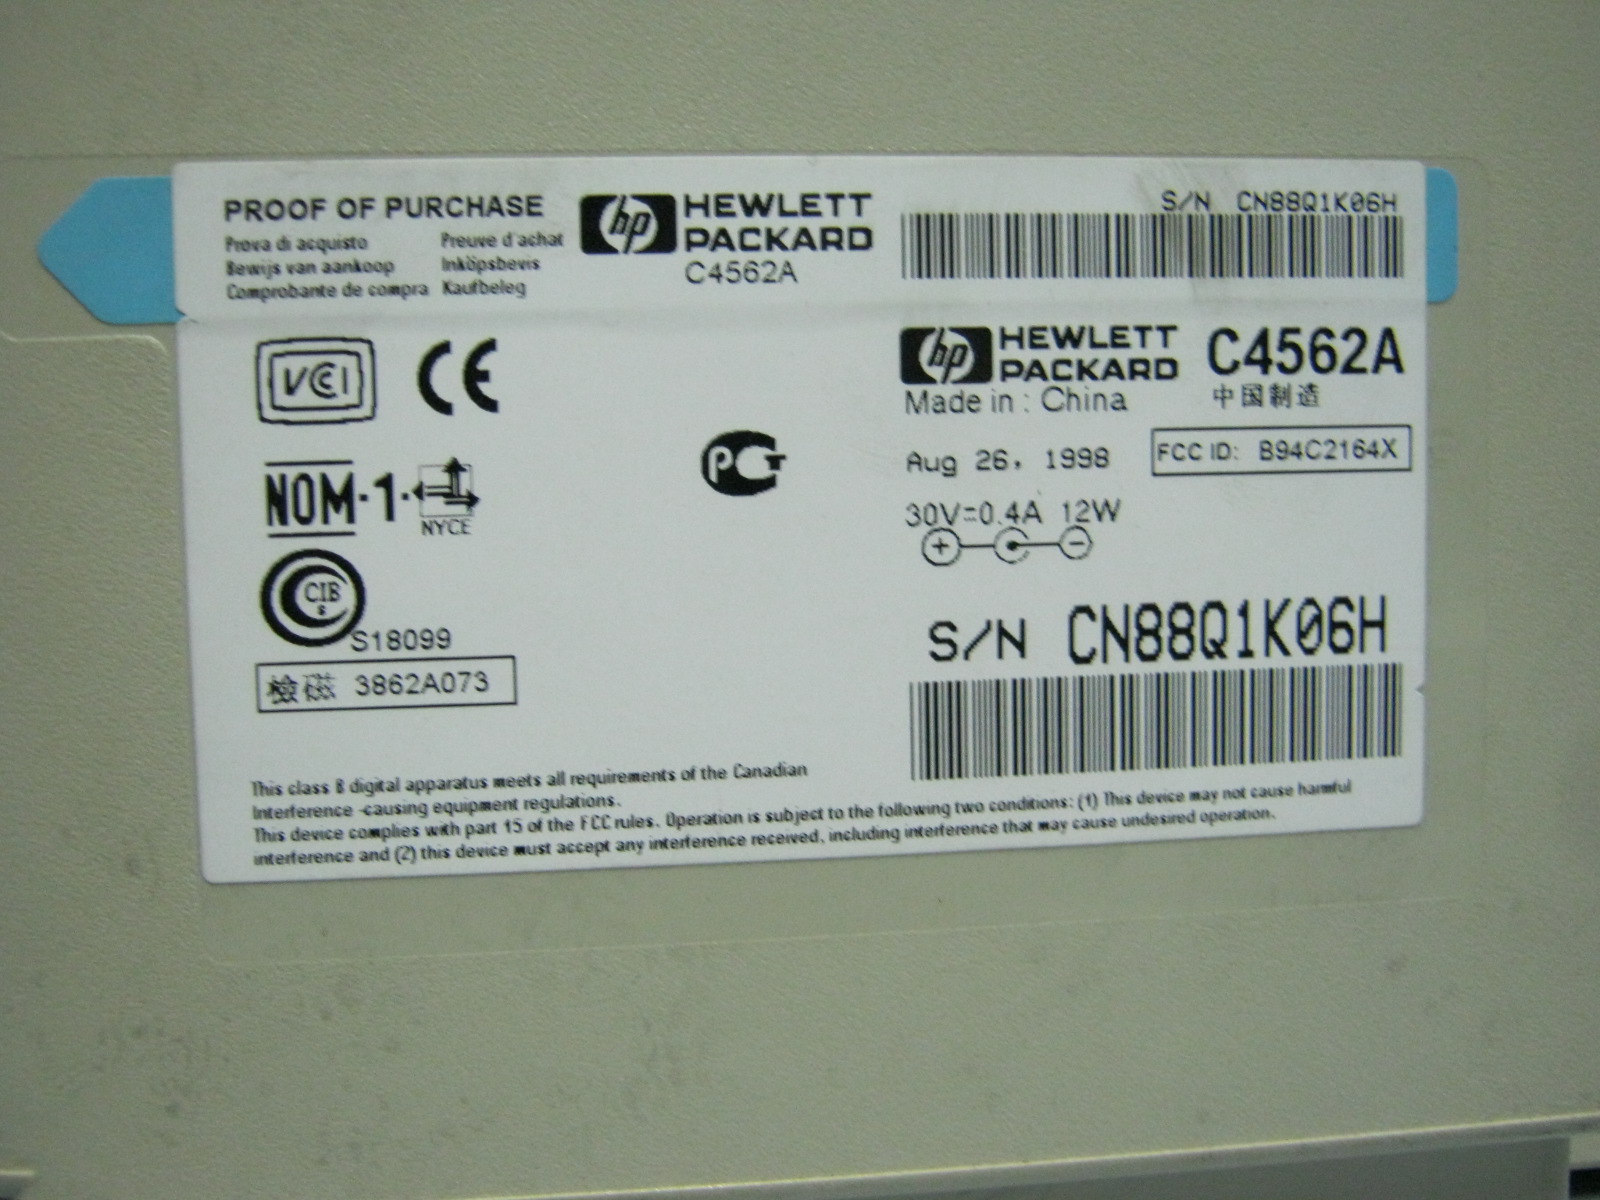 PROOF OF PURCHASE
Prova di acquisto Preuve d'achat
Bewijs van aankoop Inköpsbevis
Comprobante de compra Kaufbeleg
hp HEWLETT
PACKARD
C4562A
S/N CN88Q1K06H
VCCI CE
NOM-1- NYCE
PCT
CIB
S
S18099
檢磁 3862A073
hp HEWLETT
PACKARD C4562A
Made in : China 中国制造
Aug 26, 1998 FCC ID: B94C2164X
30V=0.4A 12W
+ −
S/N CN88Q1K06H
This class B digital apparatus meets all requirements of the Canadian
Interference -causing equipment regulations.
This device complies with part 15 of the FCC rules. Operation is subject to the following two conditions: (1) This device may not cause harmful
interference and (2) this device must accept any interference received, including interference that may cause undesired operation.